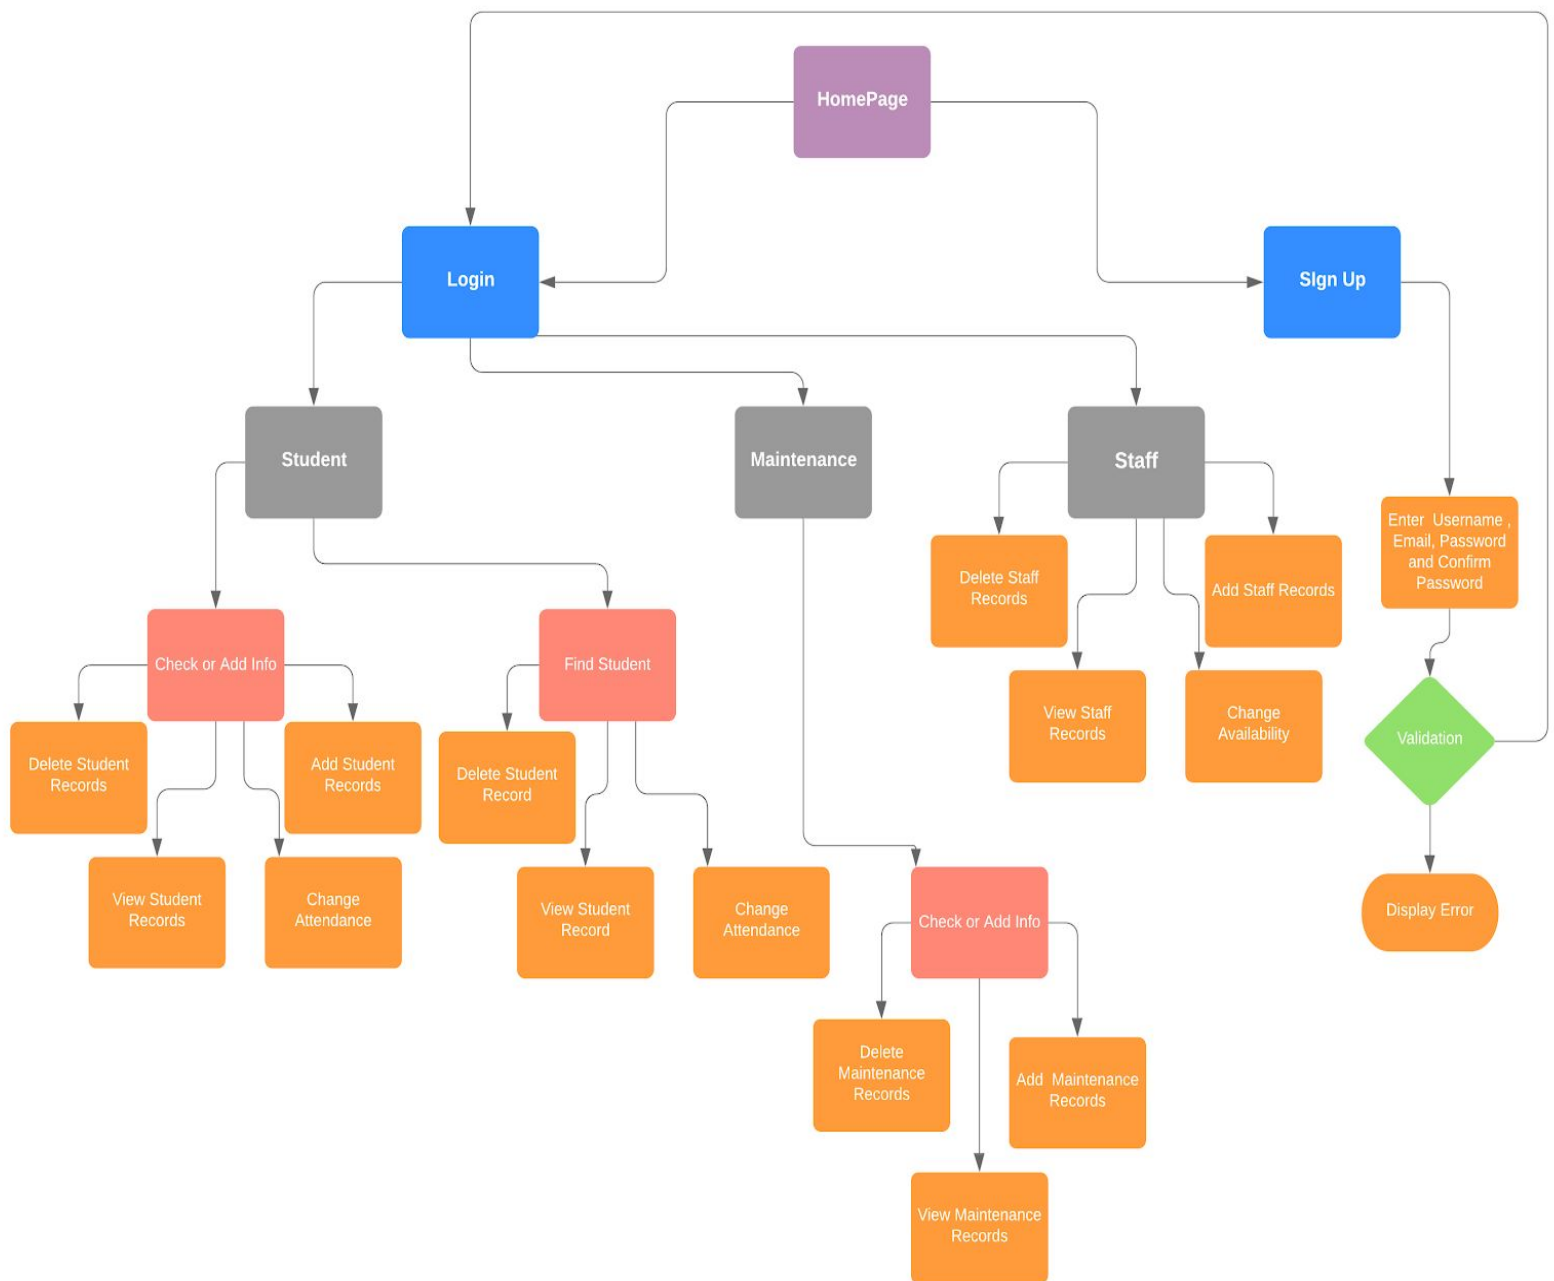 HomePage
Login
SIgn Up
Student
Maintenance
Staff
Enter  Username ,
Email, Password
and Confirm
Password
Delete Staff
Records
Add Staff Records
Check or Add Info
Find Student
View Staff
Records
Change
Availability
Validation
Delete Student
Records
Add Student
Records
Delete Student
Record
View Student
Records
Change
Attendance
View Student
Record
Change
Attendance
Check or Add Info
Display Error
Delete
Maintenance
Records
Add  Maintenance
Records
View Maintenance
Records